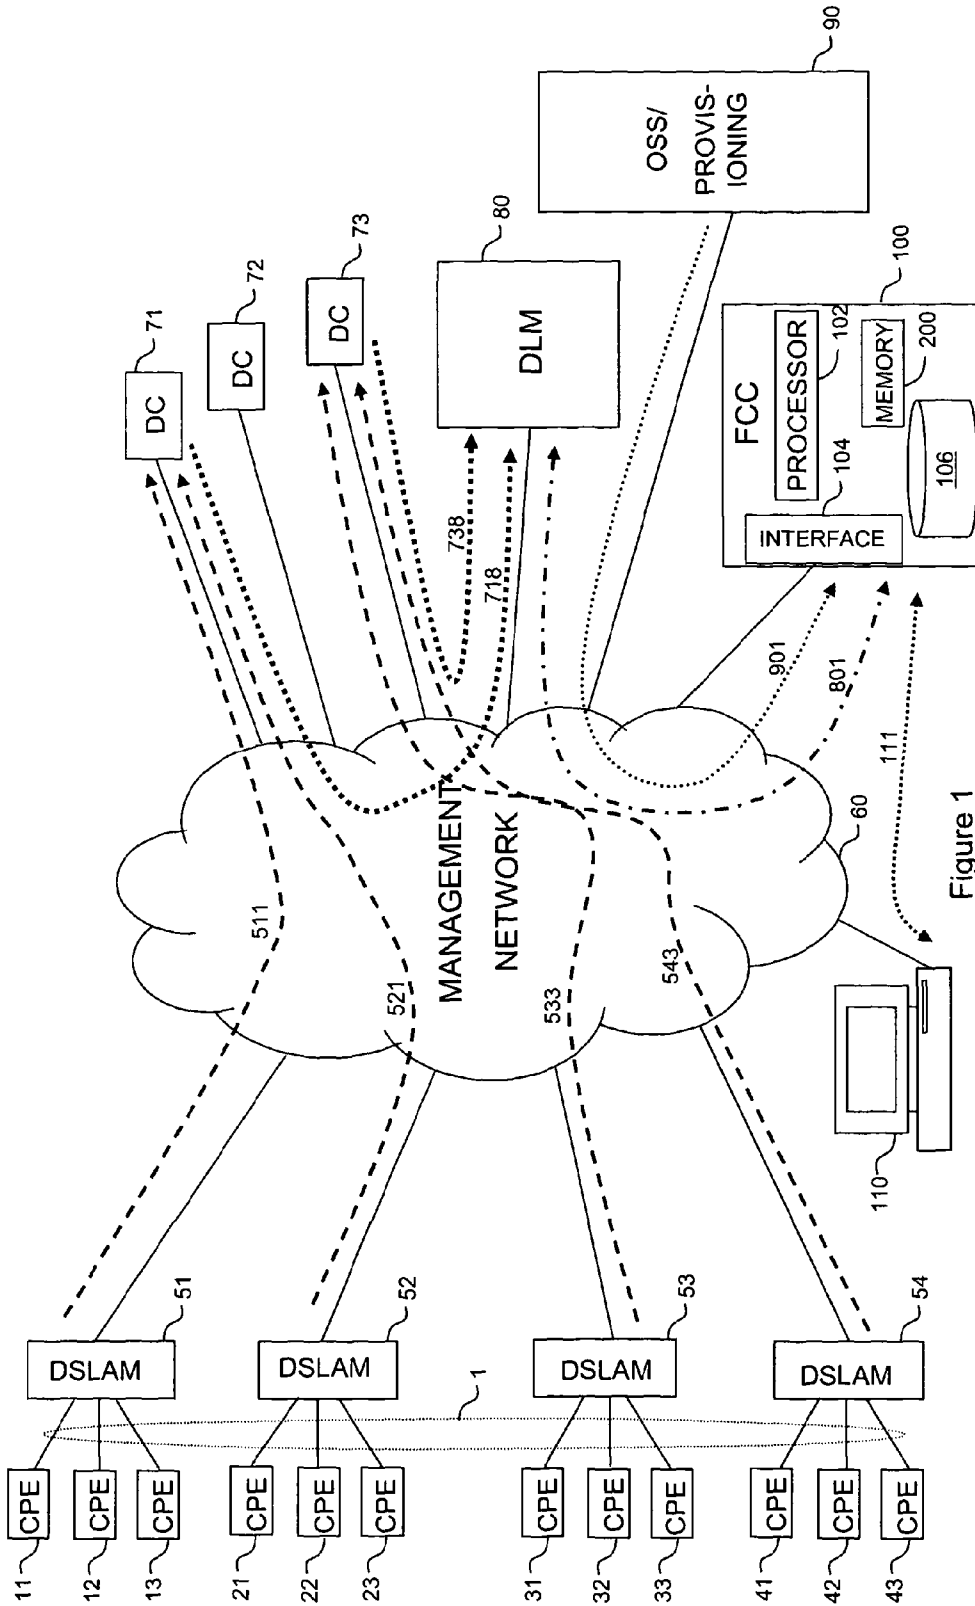 CPE
11
CPE
12
CPE
13
CPE
21
CPE
22
CPE
23
CPE
31
CPE
32
CPE
33
CPE
41
CPE
42
CPE
43
1
DSLAM
51
DSLAM
52
DSLAM
53
DSLAM
54
511
521
533
543
MANAGEMENT
NETWORK
60
110
111
DC
71
DC
72
DC
73
738
718
DLM
80
OSS/
PROVIS-
IONING
90
901
801
FCC
100
INTERFACE
104
PROCESSOR
102
MEMORY
200
106
Figure 1